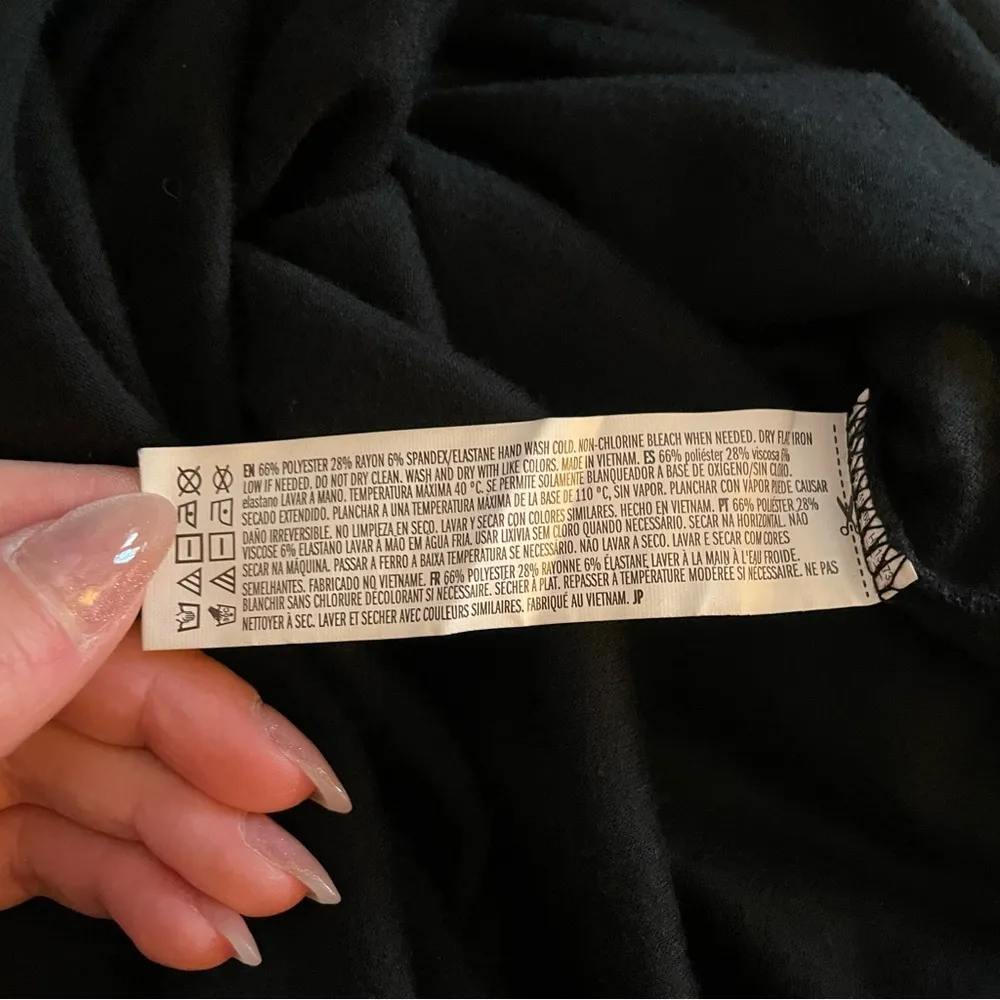 EN 66% POLYESTER 28% RAYON 6% SPANDEX/ELASTANE HAND WASH COLD. NON-CHLORINE BLEACH WHEN NEEDED. DRY FLAT IRON
LOW IF NEEDED. DO NOT DRY CLEAN. WASH AND DRY WITH LIKE COLORS. MADE IN VIETNAM. ES 66% poliéster 28% viscosa 6%
elastano LAVAR A MANO. TEMPERATURA MÁXIMA 40 °C. SE PERMITE SOLAMENTE BLANQUEADOR A BASE DE OXÍGENO/SIN CLORO.
SECADO EXTENDIDO. PLANCHAR A UNA TEMPERATURA MÁXIMA DE LA BASE DE 110 °C, SIN VAPOR. PLANCHAR CON VAPOR PUEDE CAUSAR
DAÑO IRREVERSIBLE. NO LIMPIEZA EN SECO. LAVAR Y SECAR CON COLORES SIMILARES. HECHO EN VIETNAM. PT 66% POLIÉSTER 28%
VISCOSE 6% ELASTANO LAVAR A MÃO EM ÁGUA FRIA. USAR LIXIVIA SEM CLORO QUANDO NECESSÁRIO. SECAR NA HORIZONTAL. NÃO
SECAR NA MÁQUINA. PASSAR A FERRO A BAIXA TEMPERATURA SE NECESSÁRIO. NÃO LAVAR A SECO. LAVAR E SECAR COM CORES
SEMELHANTES. FABRICADO NO VIETNAME. FR 66% POLYESTER 28% RAYONNE 6% ÉLASTANE LAVER À LA MAIN À L'EAU FROIDE.
BLANCHIR SANS CHLORURE DÉCOLORANT SI NÉCESSAIRE. SÉCHER À PLAT. REPASSER À TEMPÉRATURE MODÉRÉE SI NÉCESSAIRE. NE PAS
NETTOYER À SEC. LAVER ET SÉCHER AVEC COULEURS SIMILAIRES. FABRIQUÉ AU VIETNAM. JP